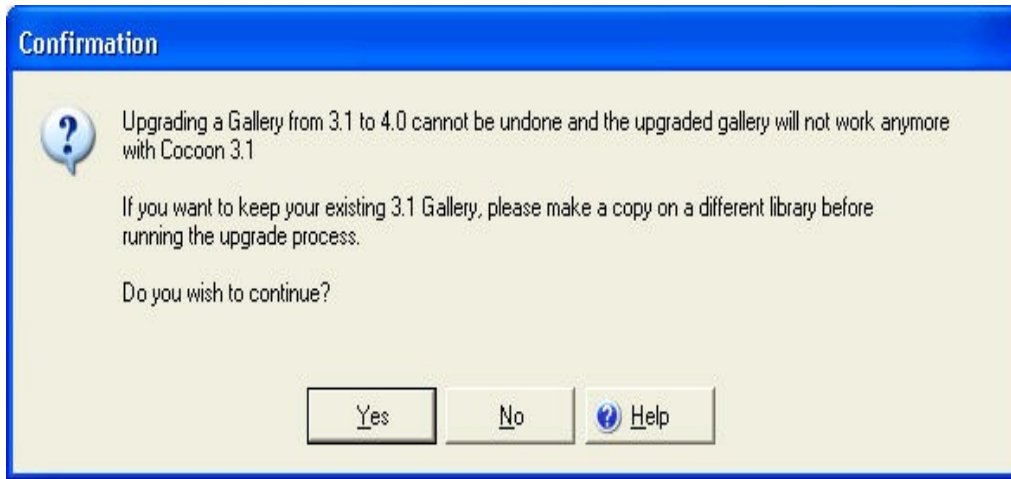 Confirmation
Upgrading a Gallery from 3.1 to 4.0 cannot be undone and the upgraded gallery will not work anymore
with Cocoon 3.1
If you want to keep your existing 3.1 Gallery, please make a copy on a different library before
running the upgrade process.
Do you wish to continue?
Yes No Help